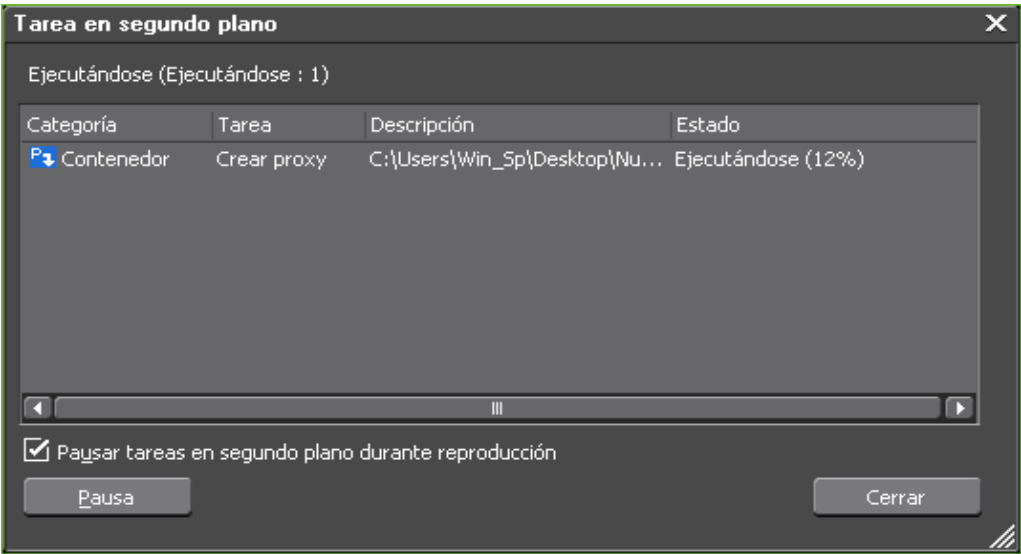 Tarea en segundo plano
Ejecutándose (Ejecutándose : 1)
Categoría Tarea Descripción Estado
Contenedor Crear proxy C:\Users\Win_Sp\Desktop\Nu... Ejecutándose (12%)
Pausar tareas en segundo plano durante reproducción
Pausa Cerrar